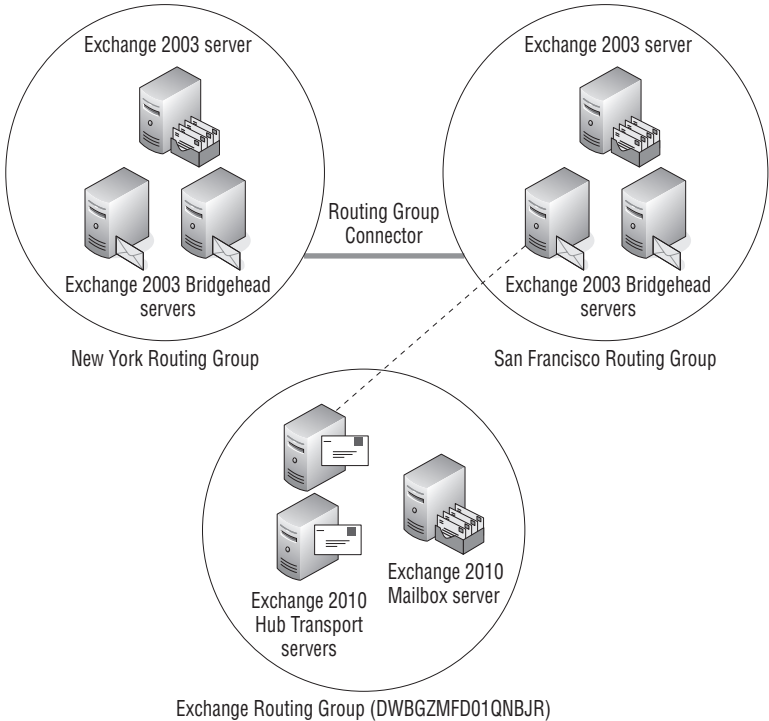 Exchange 2003 server
Exchange 2003 server
Routing Group
Connector
Exchange 2003 Bridgehead
servers
Exchange 2003 Bridgehead
servers
New York Routing Group
San Francisco Routing Group
Exchange 2010
Hub Transport
servers
Exchange 2010
Mailbox server
Exchange Routing Group (DWBGZMFD01QNBJR)